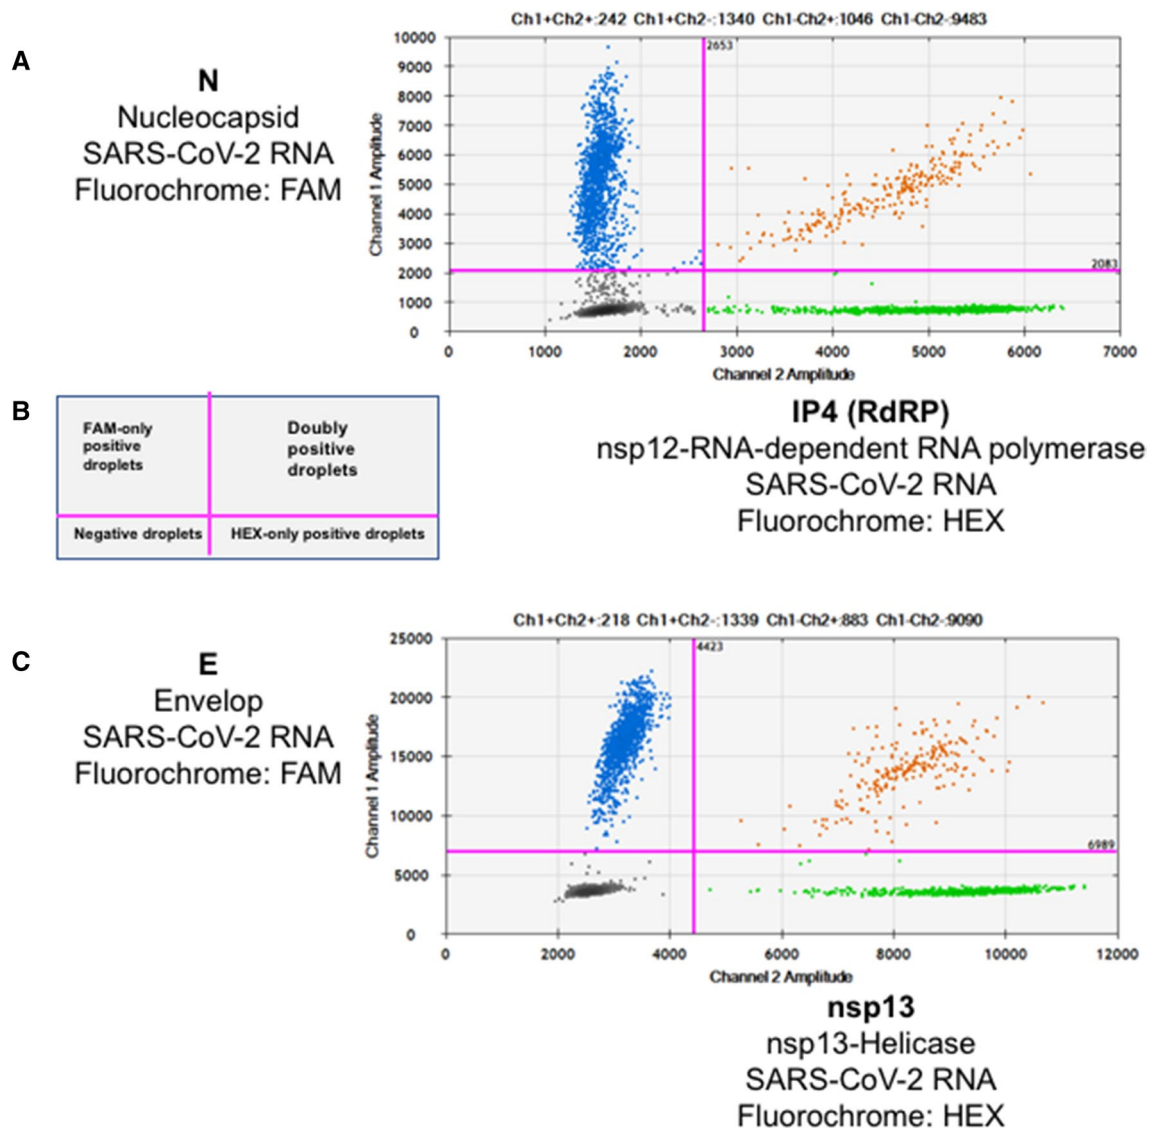 Ch1+Ch2+:242 Ch1+Ch2-:1340 Ch1-Ch2+:1046 Ch1-Ch2-:9483
A
N
Nucleocapsid
SARS-CoV-2 RNA
Fluorochrome: FAM
Channel 1 Amplitude
10000
9000
8000
7000
6000
5000
4000
3000
2000
1000
0
2653
2083
0
1000
2000
3000
4000
5000
6000
7000
Channel 2 Amplitude
IP4 (RdRP)
nsp12-RNA-dependent RNA polymerase
SARS-CoV-2 RNA
Fluorochrome: HEX
B
FAM-only
positive
droplets
Doubly
positive
droplets
Negative droplets
HEX-only positive droplets
Ch1+Ch2+:218 Ch1+Ch2-:1339 Ch1-Ch2+:883 Ch1-Ch2-:9090
C
E
Envelop
SARS-CoV-2 RNA
Fluorochrome: FAM
Channel 1 Amplitude
25000
20000
15000
10000
5000
0
4423
6989
0
2000
4000
6000
8000
10000
12000
Channel 2 Amplitude
nsp13
nsp13-Helicase
SARS-CoV-2 RNA
Fluorochrome: HEX